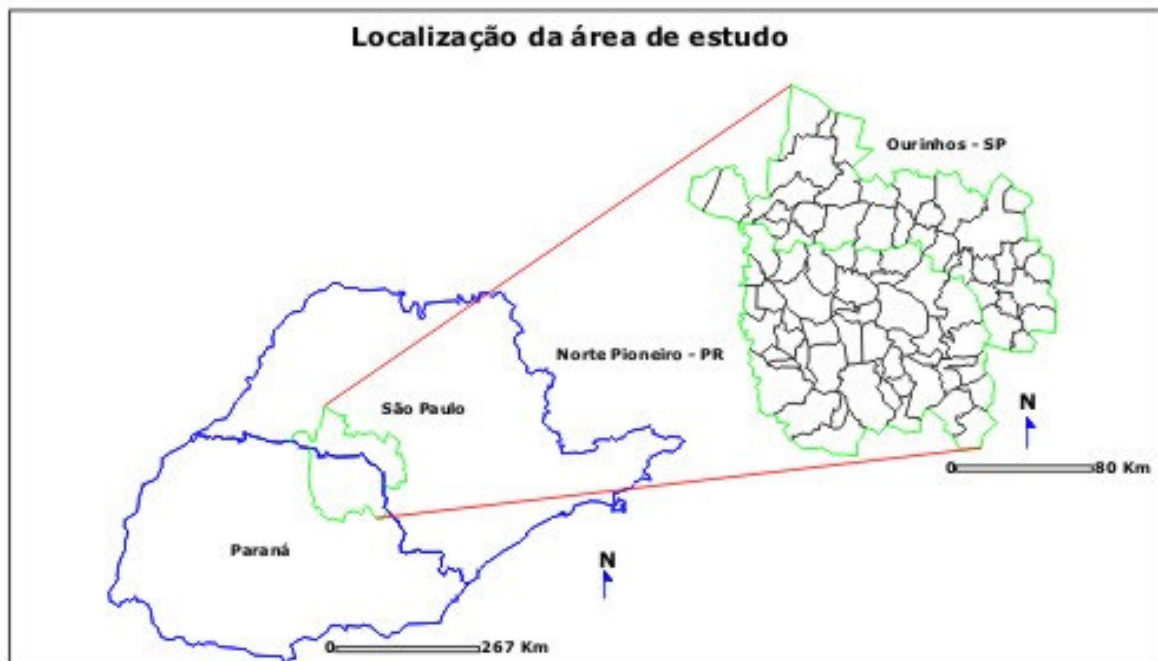 Localização da área de estudo
Ourinhos - SP
Norte Pioneiro - PR
São Paulo
N
0 80 Km
Paraná
N
0 267 Km